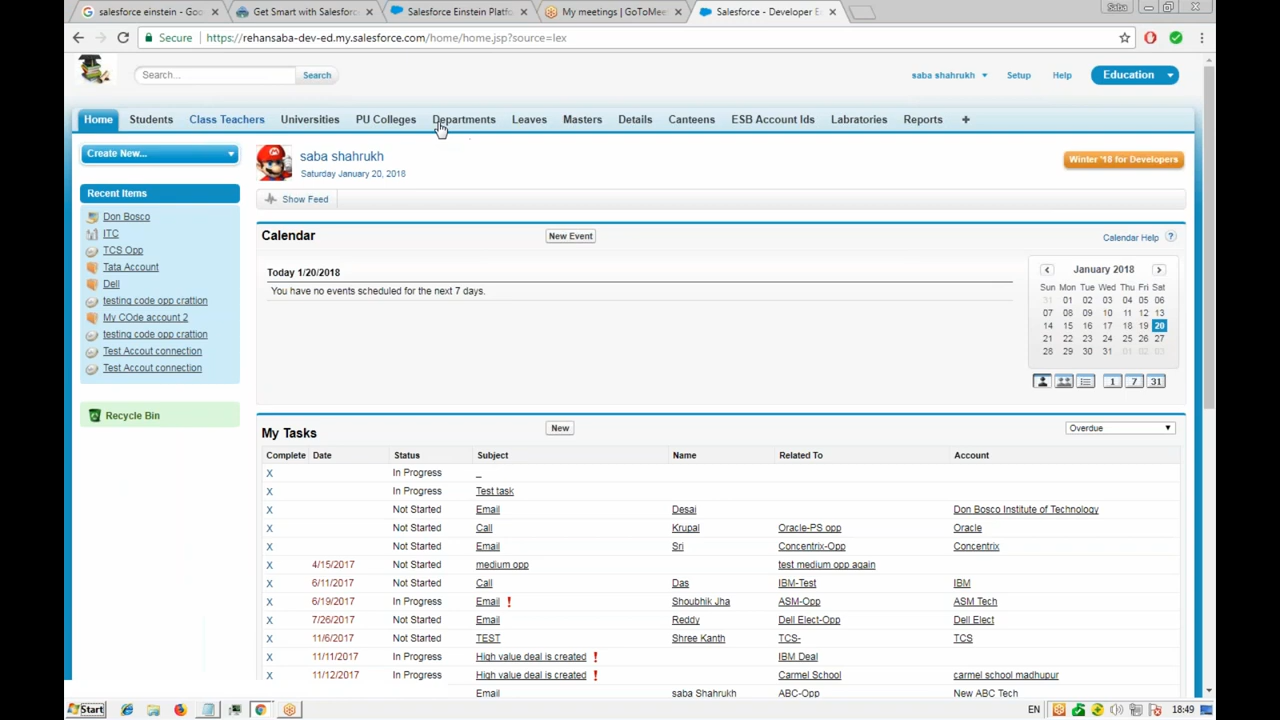 salesforce einstein - Goo
Get Smart with Salesforc
Salesforce Einstein Platfo
My meetings | GoToMee
Salesforce - Developer E
Saba
Secure
https://rehansaba-dev-ed.my.salesforce.com/home/home.jsp?source=lex
Search...
Search
saba shahrukh
Setup
Help
Education
Home
Students
Class Teachers
Universities
PU Colleges
Departments
Leaves
Masters
Details
Canteens
ESB Account Ids
Labratories
Reports
+
Create New...
saba shahrukh
Saturday January 20, 2018
Winter '18 for Developers
Recent Items
Don Bosco
ITC
TCS Opp
Tata Account
Dell
testing code opp crattion
My COde account 2
testing code opp crattion
Test Accout connection
Test Accout connection
Recycle Bin
Show Feed
Calendar
New Event
Calendar Help ?
Today 1/20/2018
You have no events scheduled for the next 7 days.
January 2018
Sun Mon Tue Wed Thu Fri Sat
31 01 02 03 04 05 06
07 08 09 10 11 12 13
14 15 16 17 18 19 20
21 22 23 24 25 26 27
28 29 30 31 01 02 03
1 7 31
My Tasks
New
Overdue
Complete Date Status Subject Name Related To Account
X In Progress _
X In Progress Test task
X Not Started Email Desai Don Bosco Institute of Technology
X Not Started Call Krupal Oracle-PS opp Oracle
X Not Started Email Sri Concentrix-Opp Concentrix
X 4/15/2017 Not Started medium opp test medium opp again
X 6/11/2017 Not Started Call Das IBM-Test IBM
X 6/19/2017 In Progress Email ! Shoubhik Jha ASM-Opp ASM Tech
X 7/26/2017 Not Started Email Reddy Dell Elect-Opp Dell Elect
X 11/6/2017 Not Started TEST Shree Kanth TCS- TCS
X 11/11/2017 In Progress High value deal is created ! IBM Deal
X 11/12/2017 In Progress High value deal is created ! Carmel School carmel school madhupur
Email saba Shahrukh ABC-Opp New ABC Tech
Start
EN
18:49